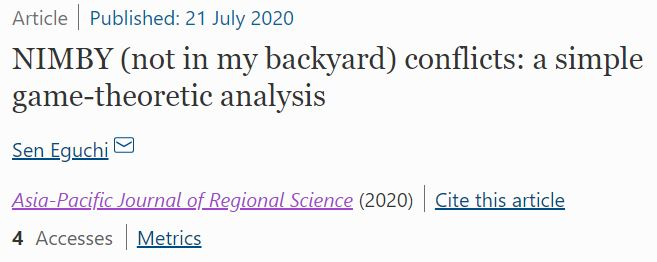 Article | Published: 21 July 2020
NIMBY (not in my backyard) conflicts: a simple
game-theoretic analysis
Sen Eguchi
Asia-Pacific Journal of Regional Science (2020) | Cite this article
4 Accesses | Metrics